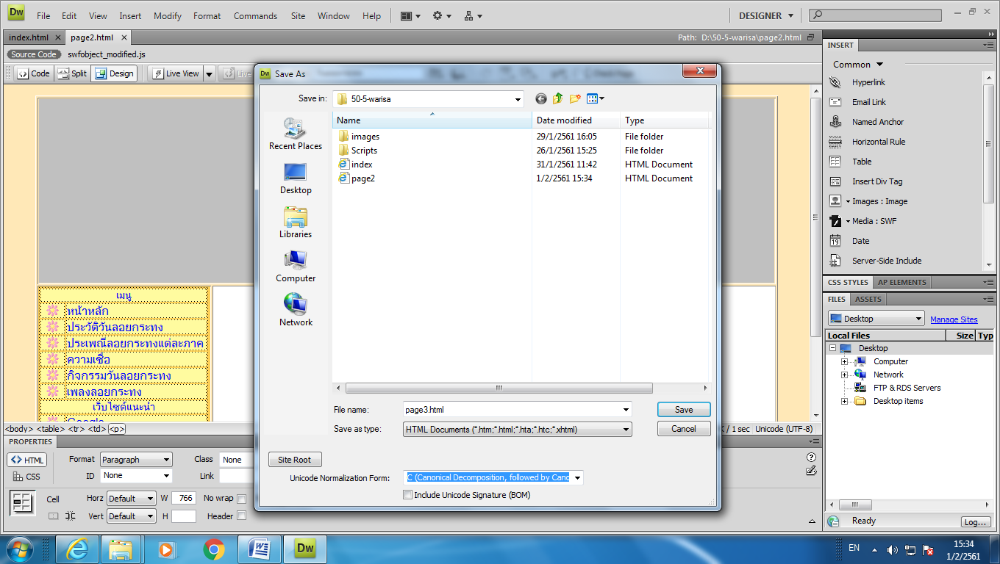 Dw File Edit View Insert Modify Format Commands Site Window Help DESIGNER
index.html page2.html Path: D:\50-5-warisa\page2.html
Source Code swfobject_modified.js
Code Split Design Live View Live
Save As
Save in: 50-5-warisa
Name Date modified Type
images 29/1/2561 16:05 File folder
Scripts 26/1/2561 15:25 File folder
index 31/1/2561 11:42 HTML Document
page2 1/2/2561 15:34 HTML Document
Recent Places
Desktop
Libraries
Computer
Network
File name: page3.html Save
Save as type: HTML Documents (*.htm;*.html;*.hta;*.htc;*.xhtml) Cancel
Site Root
Unicode Normalization Form: C (Canonical Decomposition, followed by Canc
Include Unicode Signature (BOM)
เมนู
หน้าหลัก
ประวัติวันลอยกระทง
ประเพณีลอยกระทงแต่ละภาค
ความเชื่อ
กิจกรรมวันลอยกระทง
เพลงลอยกระทง
เว็บไซต์แนะนำ
Google
<body> <table> <tr> <td> <p> / 1 sec Unicode (UTF-8)
PROPERTIES
HTML Format Paragraph Class None
CSS ID None Link
Cell Horz Default W 766 No wrap
Vert Default H Header
INSERT
Common
Hyperlink
Email Link
Named Anchor
Horizontal Rule
Table
Insert Div Tag
Images : Image
Media : SWF
19 Date
Server-Side Include
CSS STYLES AP ELEMENTS
FILES ASSETS
Desktop Manage Sites
Local Files Size Typ
Desktop
Computer
Network
FTP & RDS Servers
Desktop items
Ready Log...
Dw EN 15:34
1/2/2561